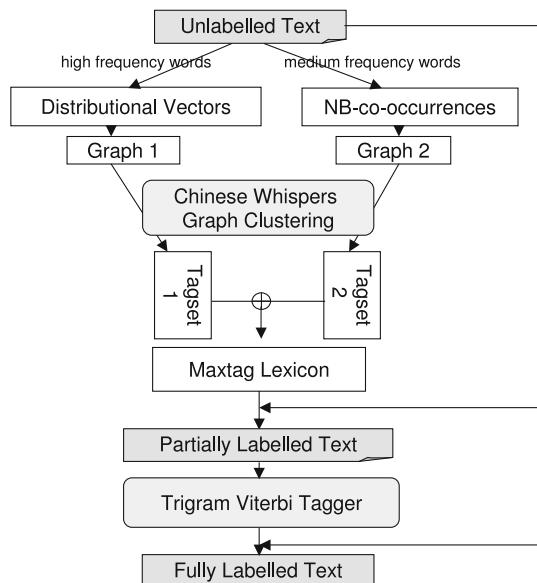 Unlabelled Text
high frequency words
medium frequency words
Distributional Vectors
NB-co-occurrences
Graph 1
Graph 2
Chinese Whispers
Graph Clustering
Tagset
1
Tagset
2
Maxtag Lexicon
Partially Labelled Text
Trigram Viterbi Tagger
Fully Labelled Text